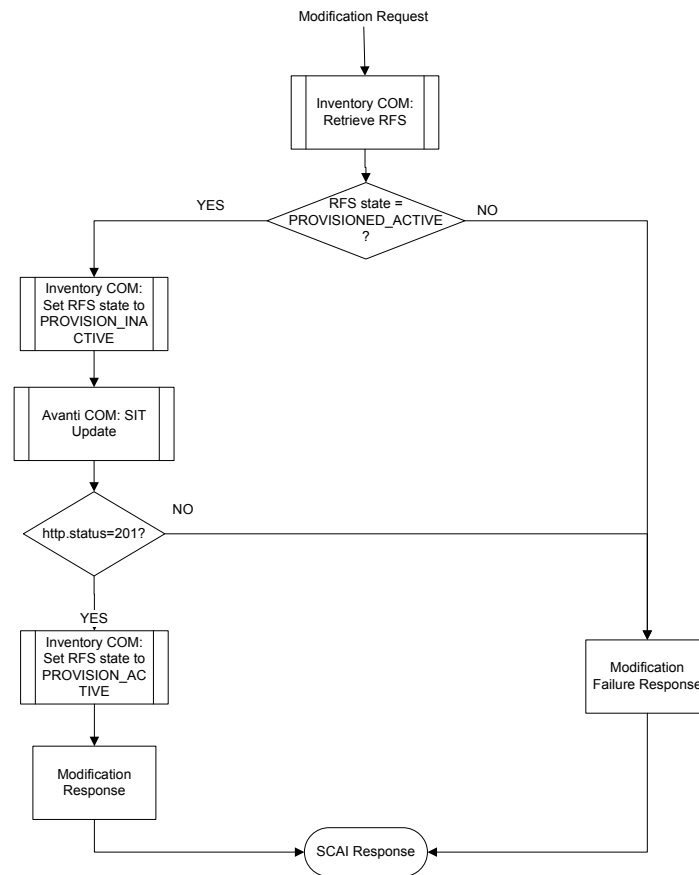 Modification Request
Inventory COM:
Retrieve RFS
RFS state =
PROVISIONED_ACTIVE
?
YES
NO
Inventory COM:
Set RFS state to
PROVISION_INA
CTIVE
Avanti COM: SIT
Update
http.status=201?
NO
YES
Inventory COM:
Set RFS state to
PROVISION_AC
TIVE
Modification
Failure Response
Modification
Response
SCAI Response